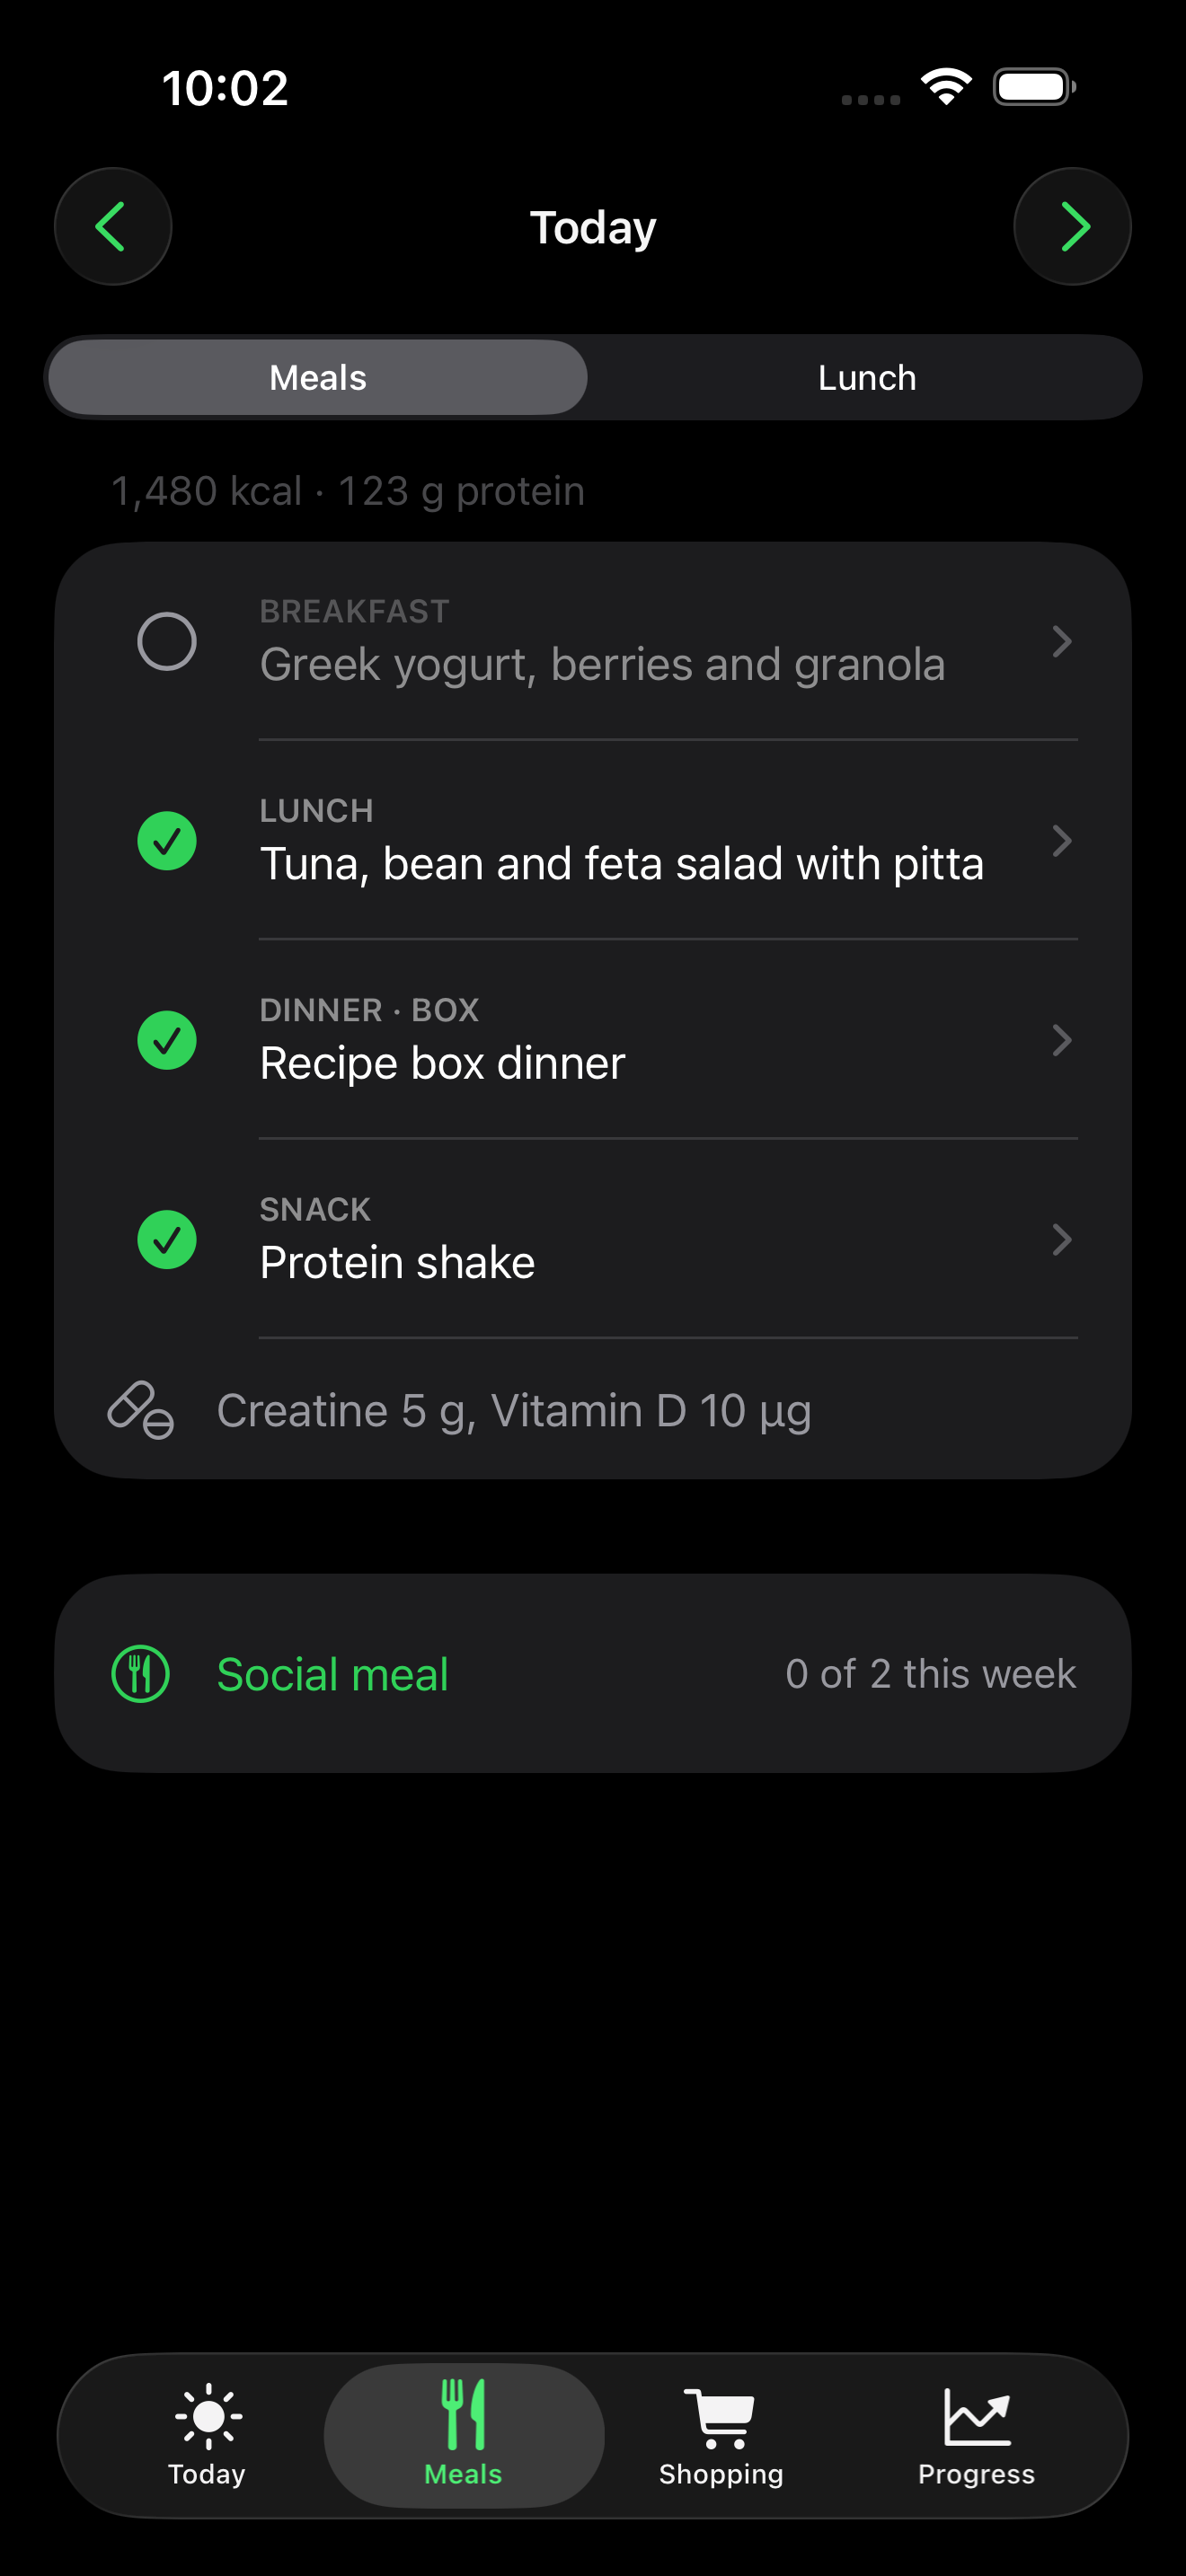 10:02
Today
Meals
Lunch
1,480 kcal · 123 g protein
BREAKFAST
Greek yogurt, berries and granola
LUNCH
Tuna, bean and feta salad with pitta
DINNER · BOX
Recipe box dinner
SNACK
Protein shake
Creatine 5 g, Vitamin D 10 µg
Social meal
0 of 2 this week
Today
Meals
Shopping
Progress